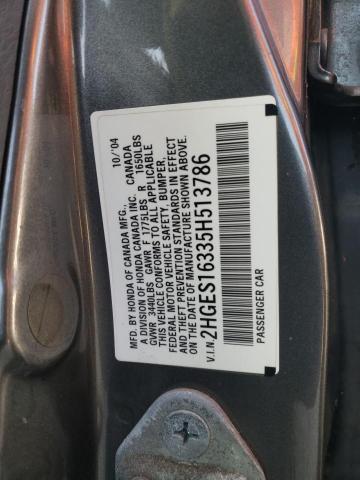 MFD. BY HONDA OF CANADA MFG., 10/'04
A DIVISION OF HONDA CANADA INC. CANADA
GVWR 3440LBS GAWR F 1775LBS R 1650LBS
THIS VEHICLE CONFORMS TO ALL APPLICABLE
FEDERAL MOTOR VEHICLE SAFETY, BUMPER,
AND THEFT PREVENTION STANDARDS IN EFFECT
ON THE DATE OF MANUFACTURE SHOWN ABOVE.
V.I.N. 2HGES16335H513786
PASSENGER CAR